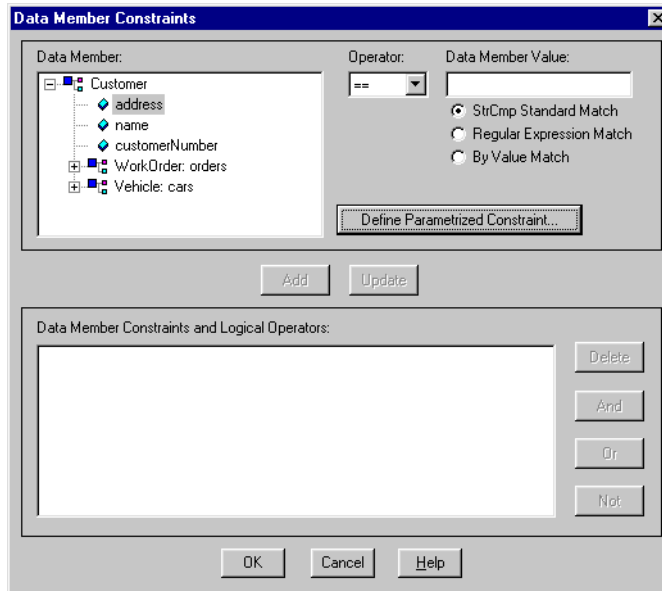 Data Member Constraints
Data Member:
Operator:
Data Member Value:
Customer
address
name
customerNumber
WorkOrder: orders
Vehicle: cars
==
StrCmp Standard Match
Regular Expression Match
By Value Match
Define Parametrized Constraint...
Add
Update
Data Member Constraints and Logical Operators:
Delete
And
Or
Not
OK
Cancel
Help